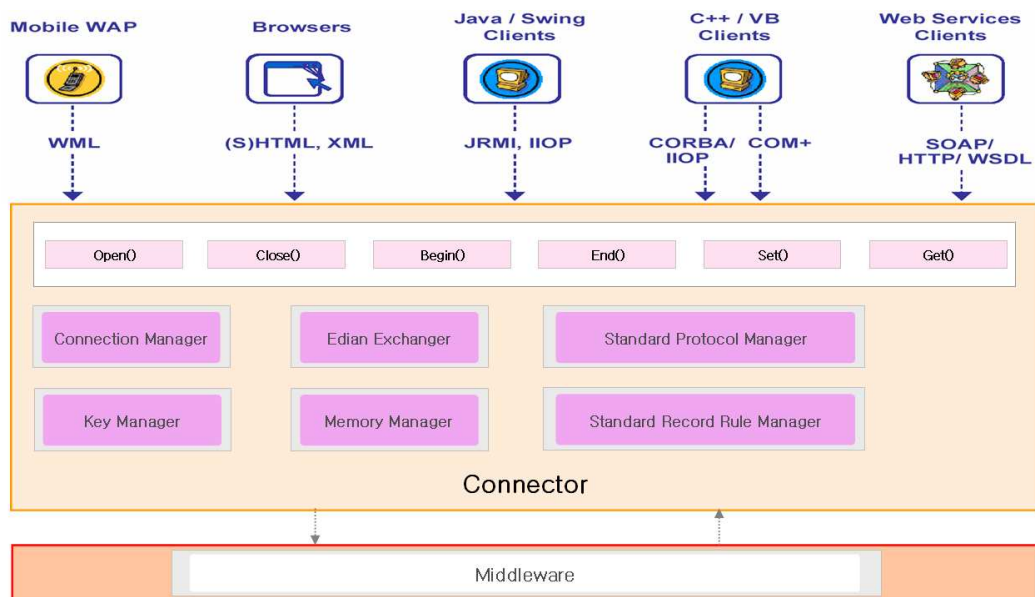 Mobile WAP
Browsers
Java / Swing
Clients
C++ / VB
Clients
Web Services
Clients
WML
(S)HTML, XML
JRMI, IIOP
CORBA/
IIOP
COM+
SOAP/
HTTP/ WSDL
Open()
Close()
Begin()
End()
Set()
Get()
Connection Manager
Edian Exchanger
Standard Protocol Manager
Key Manager
Memory Manager
Standard Record Rule Manager
Connector
Middleware